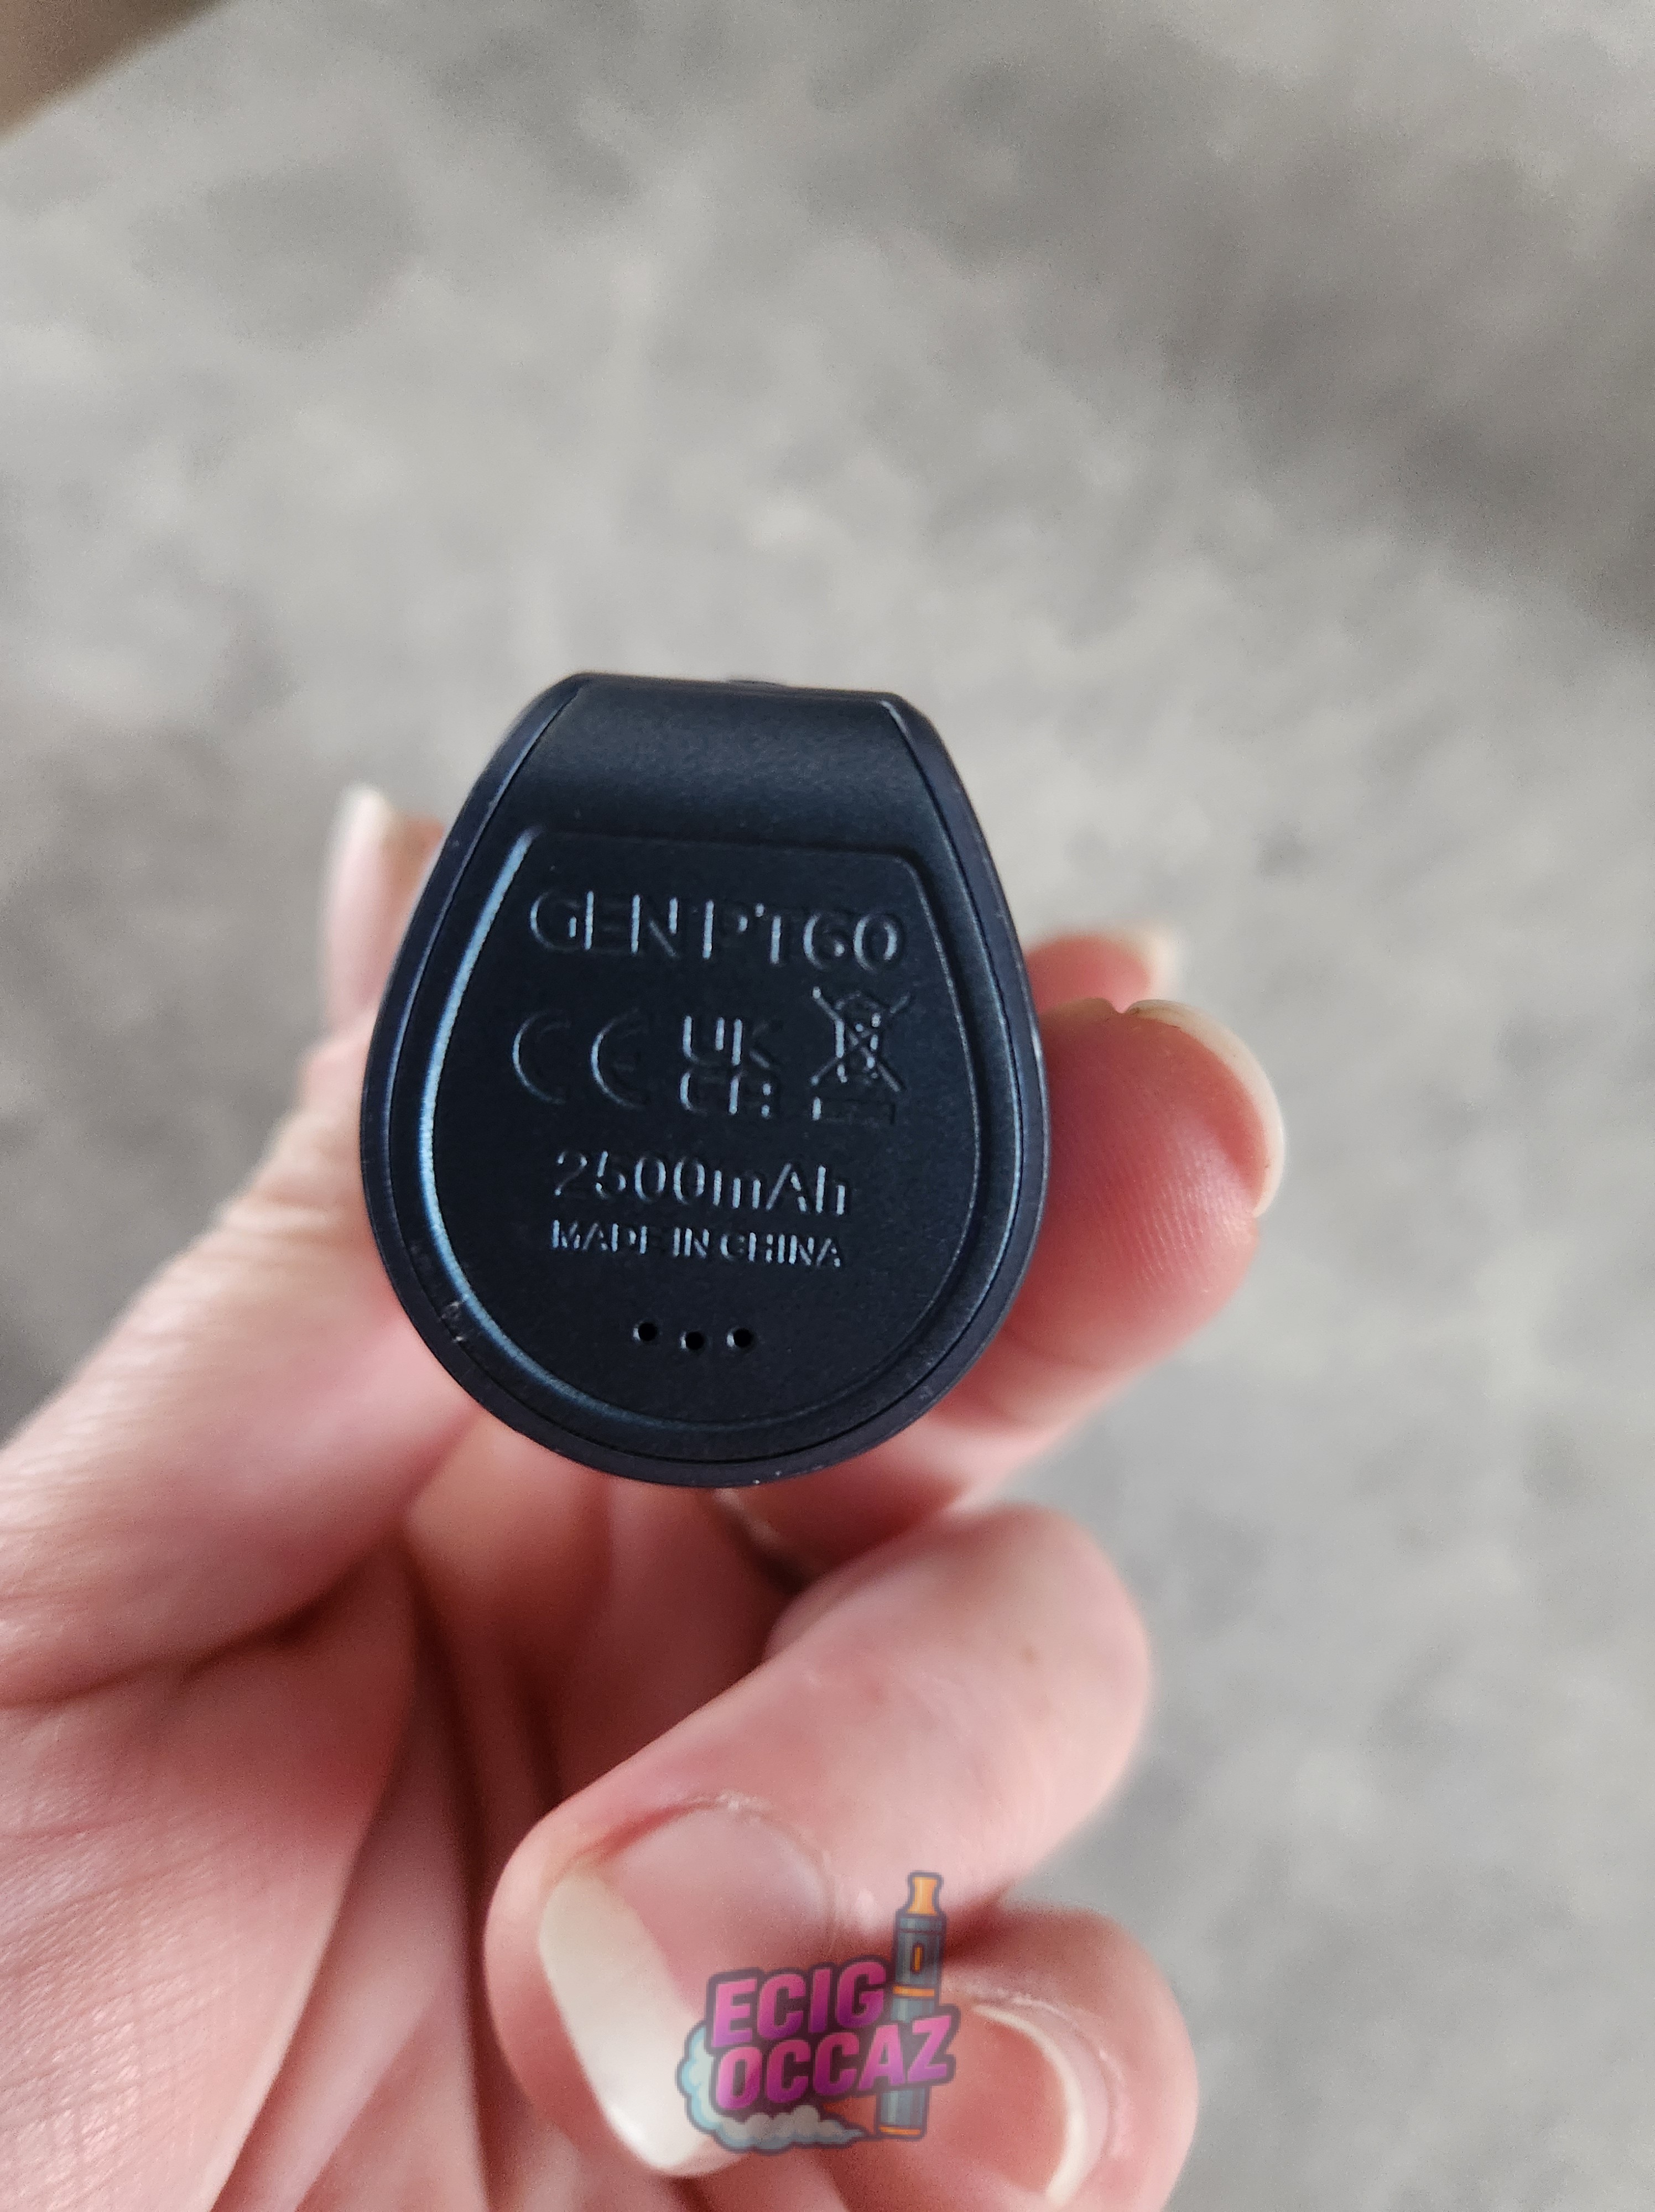 GEN PT60
CE UK
CA
2500mAh
MADE IN CHINA
ECIG
OCCAZ